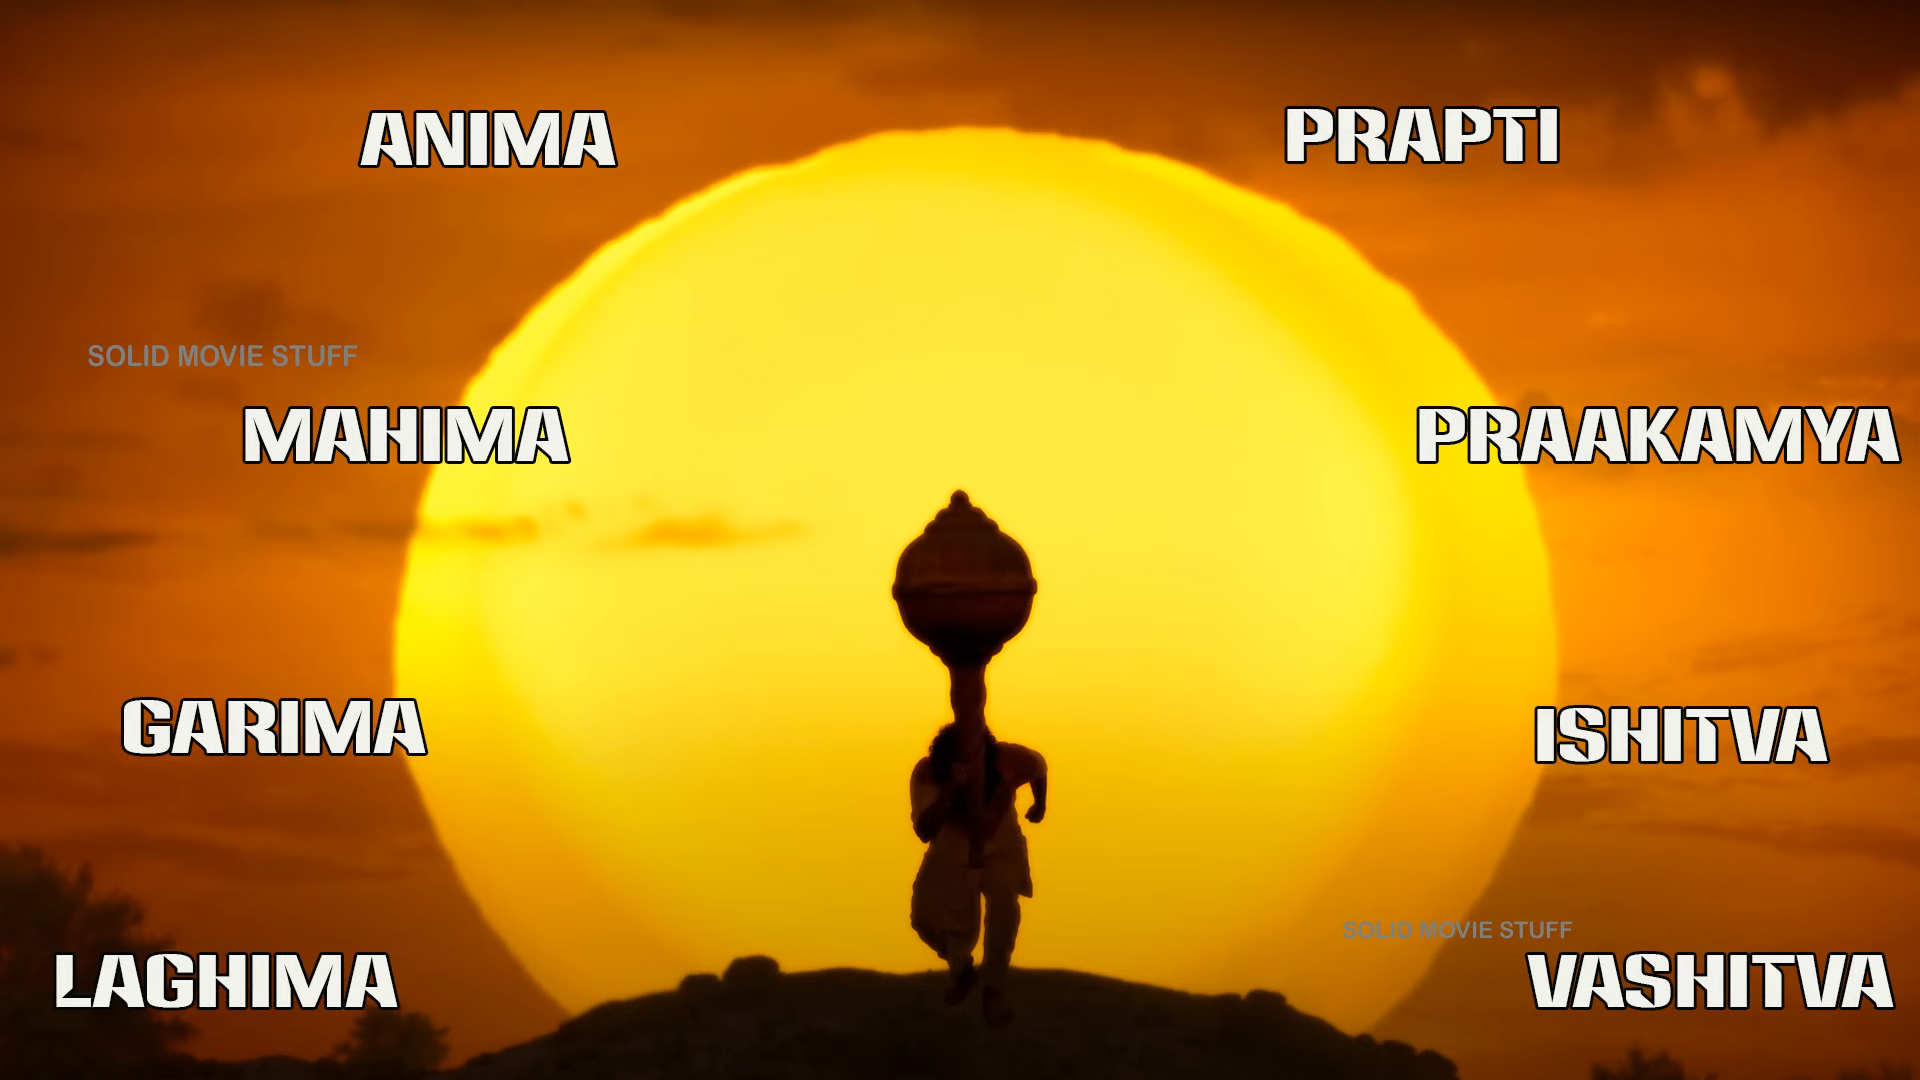 ANIMA
PRAPTI
SOLID MOVIE STUFF
MAHIMA
PRAAKAMYA
GARIMA
ISHITVA
SOLID MOVIE STUFF
LAGHIMA
VASHITVA